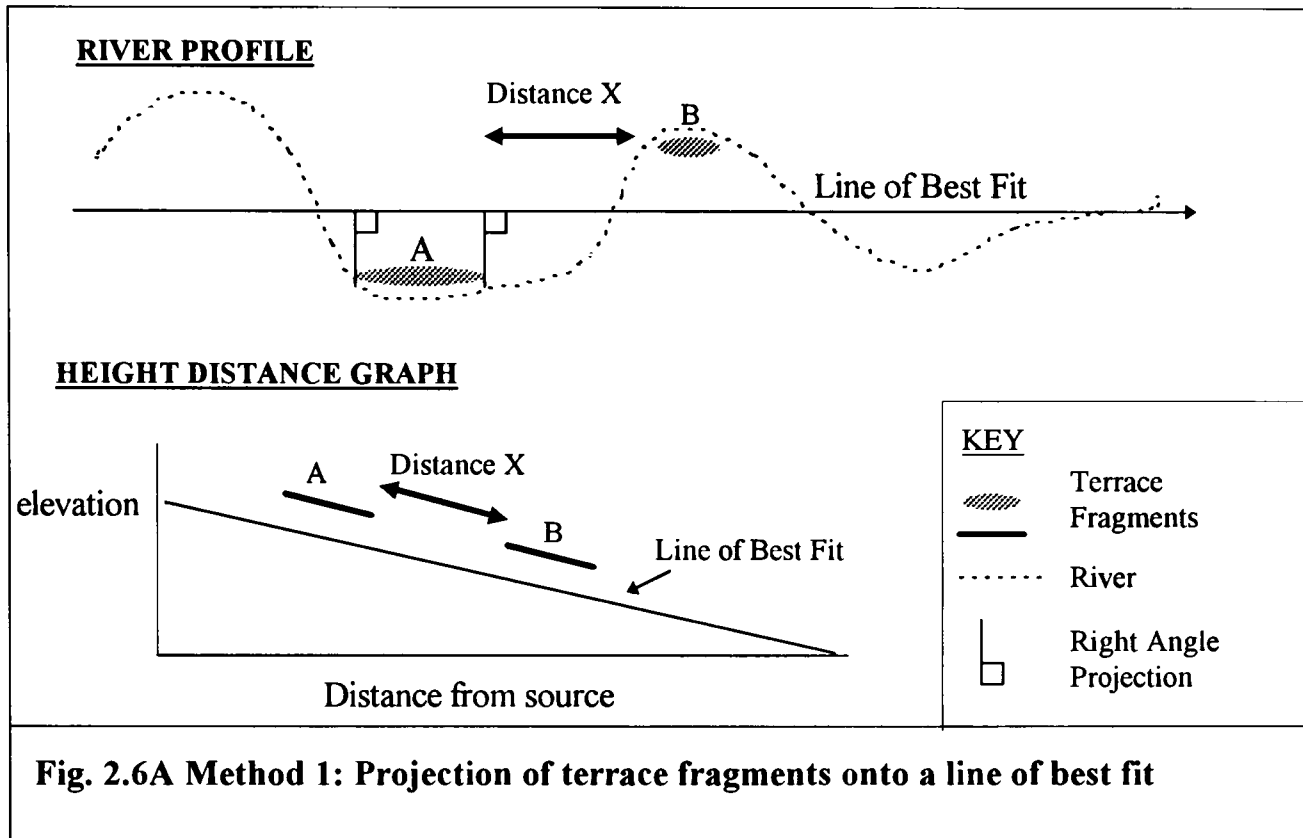 RIVER PROFILE
Distance X
B
Line of Best Fit
A
HEIGHT DISTANCE GRAPH
A
Distance X
elevation
B
Line of Best Fit
Distance from source
KEY
Terrace
Fragments
River
Right Angle
Projection
Fig. 2.6A Method 1: Projection of terrace fragments onto a line of best fit